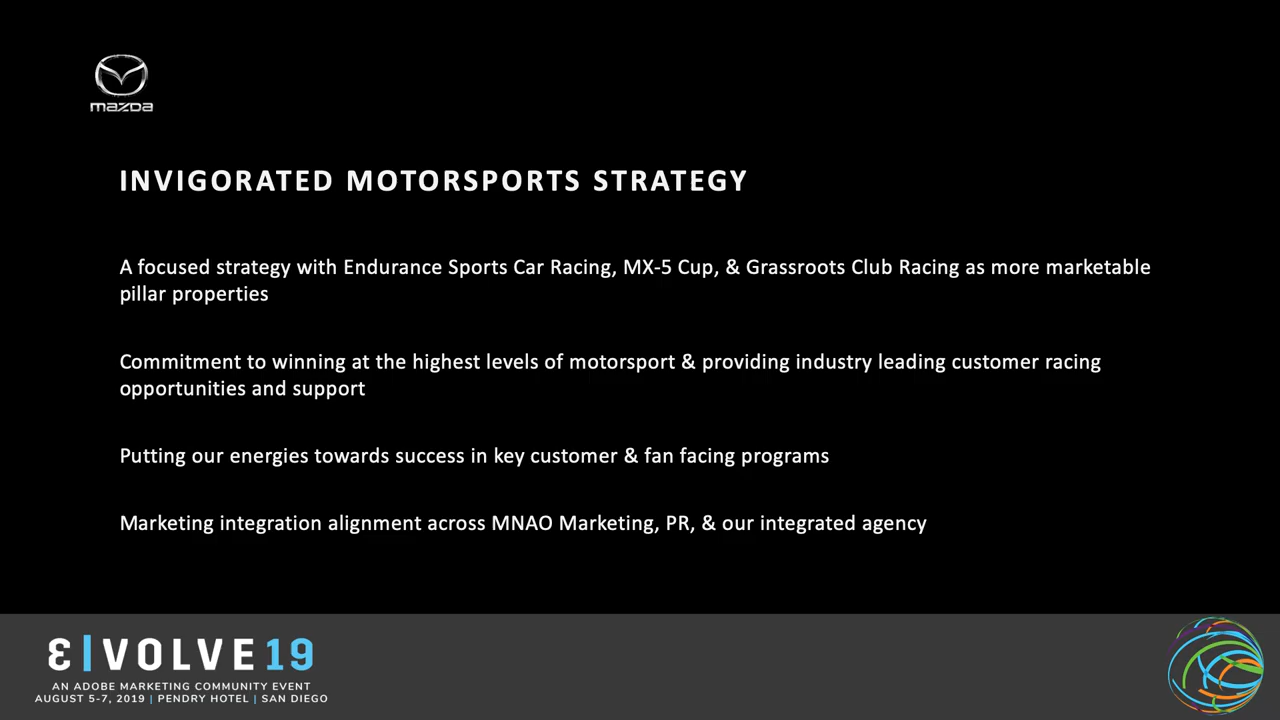 mazda
INVIGORATED MOTORSPORTS STRATEGY
A focused strategy with Endurance Sports Car Racing, MX-5 Cup, & Grassroots Club Racing as more marketable
pillar properties
Commitment to winning at the highest levels of motorsport & providing industry leading customer racing
opportunities and support
Putting our energies towards success in key customer & fan facing programs
Marketing integration alignment across MNAO Marketing, PR, & our integrated agency
Ɛ|VOLVE19
AN ADOBE MARKETING COMMUNITY EVENT
AUGUST 5-7, 2019 | PENDRY HOTEL | SAN DIEGO